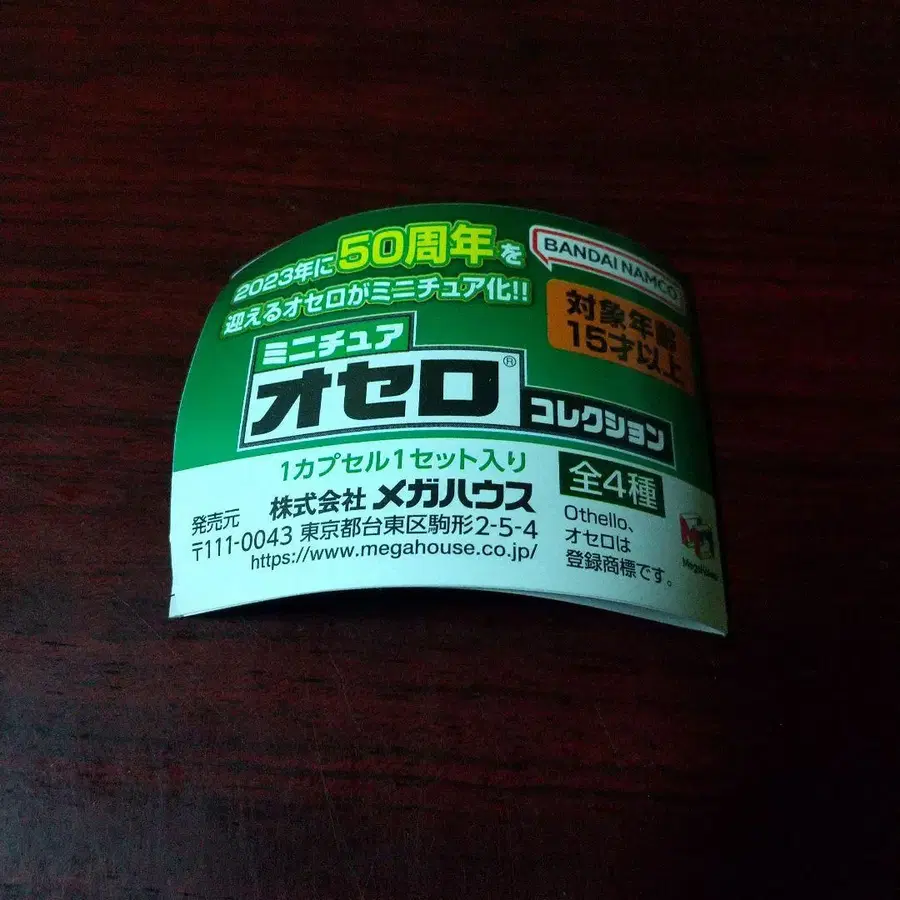 2023年に50周年を
迎えるオセロがミニチュア化!!
BANDAI NAMCO
対象年齢
15才以上
ミニチュア
オセロ®
コレクション
1カプセル1セット入り
全4種
発売元 株式会社 メガハウス
〒111-0043 東京都台東区駒形2-5-4
https://www.megahouse.co.jp/
Othello、
オセロは
登録商標です。
MegaHouse